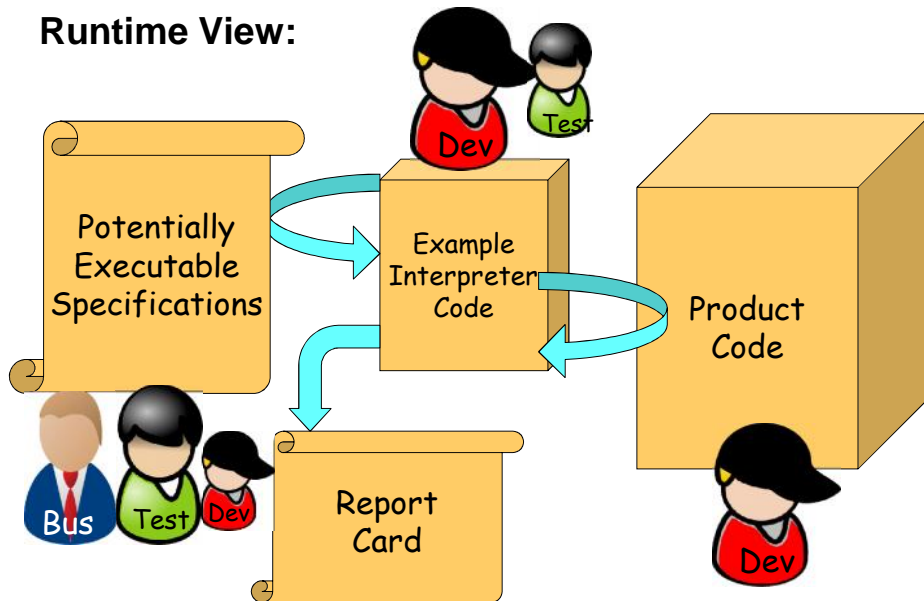 Runtime View:
Dev
Test
Potentially
Executable
Specifications
Example
Interpreter
Code
Product
Code
Bus
Test
Dev
Report
Card
Dev